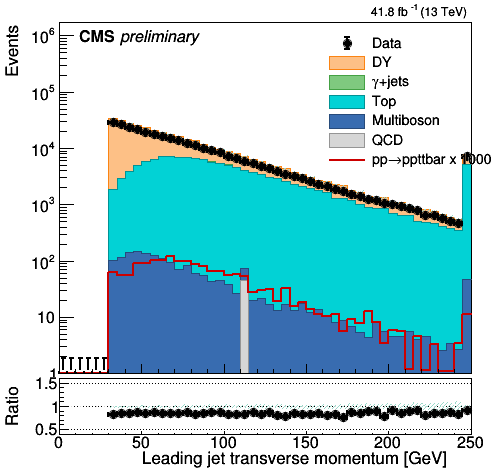 41.8 fb⁻¹ (13 TeV)
CMS preliminary
Events
10⁶
10⁵
10⁴
10³
10²
10
1
Data
DY
γ+jets
Top
Multiboson
QCD
pp→ppttbar x 1000
Ratio
1.5
1
0.5
0 50 100 150 200 250
Leading jet transverse momentum [GeV]